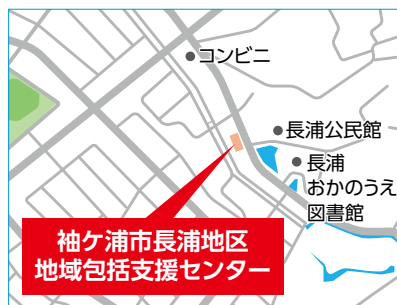 コンビニ
長浦公民館
長浦
おかのうえ
図書館
袖ケ浦市長浦地区
地域包括支援センター